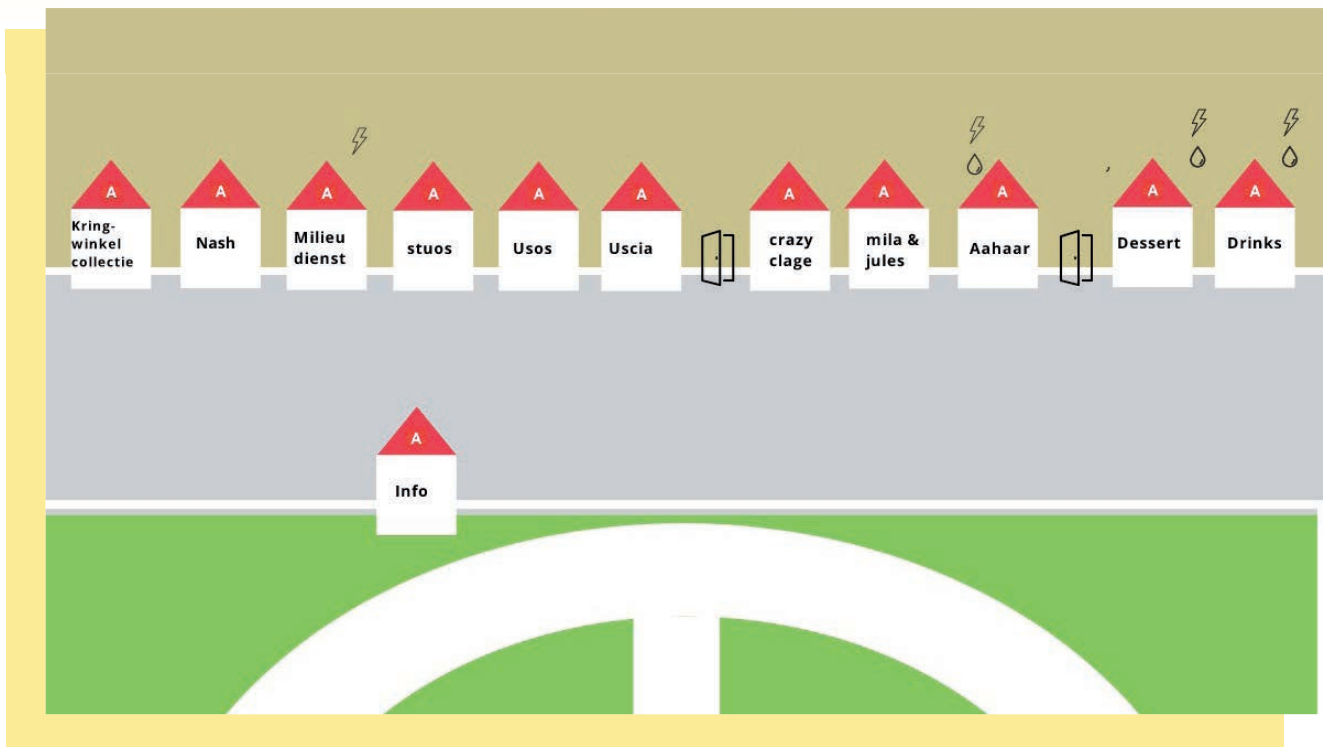 A
A
A
A
A
A
A
A
A
A
A
Kring-
winkel
collectie
Nash
Milieu
dienst
stuos
Usos
Uscia
crazy
clage
mila &
jules
Aahaar
Dessert
Drinks
A
Info